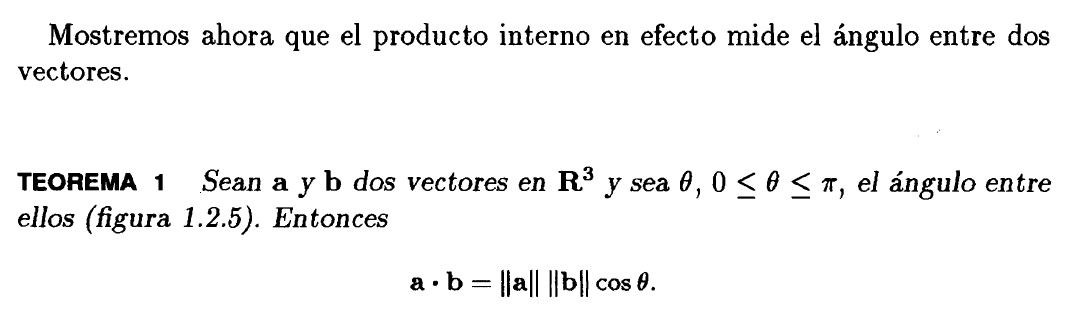 Mostremos ahora que el producto interno en efecto mide el ángulo entre dos
vectores.
TEOREMA 1 Sean a y b dos vectores en R³ y sea θ, 0 ≤ θ ≤ π, el ángulo entre
ellos (figura 1.2.5). Entonces
a · b = ||a|| ||b|| cos θ.